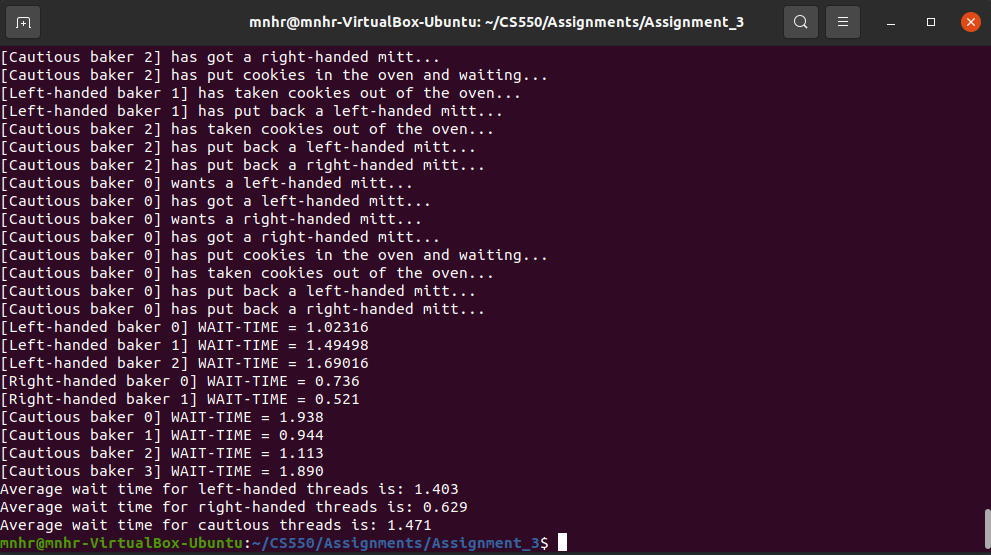 mnhr@mnhr-VirtualBox-Ubuntu: ~/CS550/Assignments/Assignment_3
[Cautious baker 2] has got a right-handed mitt...
[Cautious baker 2] has put cookies in the oven and waiting...
[Left-handed baker 1] has taken cookies out of the oven...
[Left-handed baker 1] has put back a left-handed mitt...
[Cautious baker 2] has taken cookies out of the oven...
[Cautious baker 2] has put back a left-handed mitt...
[Cautious baker 2] has put back a right-handed mitt...
[Cautious baker 0] wants a left-handed mitt...
[Cautious baker 0] has got a left-handed mitt...
[Cautious baker 0] wants a right-handed mitt...
[Cautious baker 0] has got a right-handed mitt...
[Cautious baker 0] has put cookies in the oven and waiting...
[Cautious baker 0] has taken cookies out of the oven...
[Cautious baker 0] has put back a left-handed mitt...
[Cautious baker 0] has put back a right-handed mitt...
[Left-handed baker 0] WAIT-TIME = 1.02316
[Left-handed baker 1] WAIT-TIME = 1.49498
[Left-handed baker 2] WAIT-TIME = 1.69016
[Right-handed baker 0] WAIT-TIME = 0.736
[Right-handed baker 1] WAIT-TIME = 0.521
[Cautious baker 0] WAIT-TIME = 1.938
[Cautious baker 1] WAIT-TIME = 0.944
[Cautious baker 2] WAIT-TIME = 1.113
[Cautious baker 3] WAIT-TIME = 1.890
Average wait time for left-handed threads is: 1.403
Average wait time for right-handed threads is: 0.629
Average wait time for cautious threads is: 1.471
mnhr@mnhr-VirtualBox-Ubuntu:~/CS550/Assignments/Assignment_3$